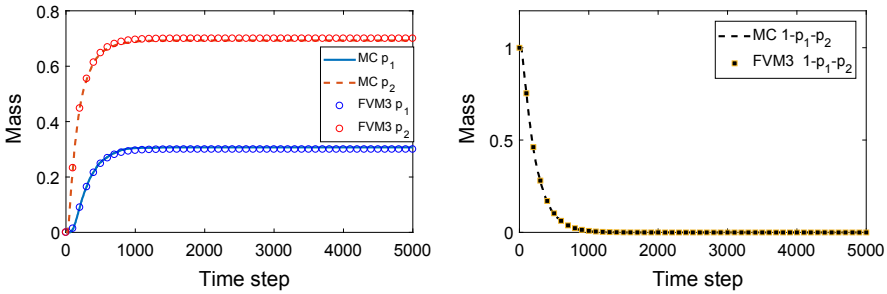 0.8
0.6
0.4
0.2
0
Mass
MC p1
MC p2
FVM3 p1
FVM3 p2
0 1000 2000 3000 4000 5000
Time step
1
0.5
0
Mass
MC 1-p1-p2
FVM3 1-p1-p2
0 1000 2000 3000 4000 5000
Time step